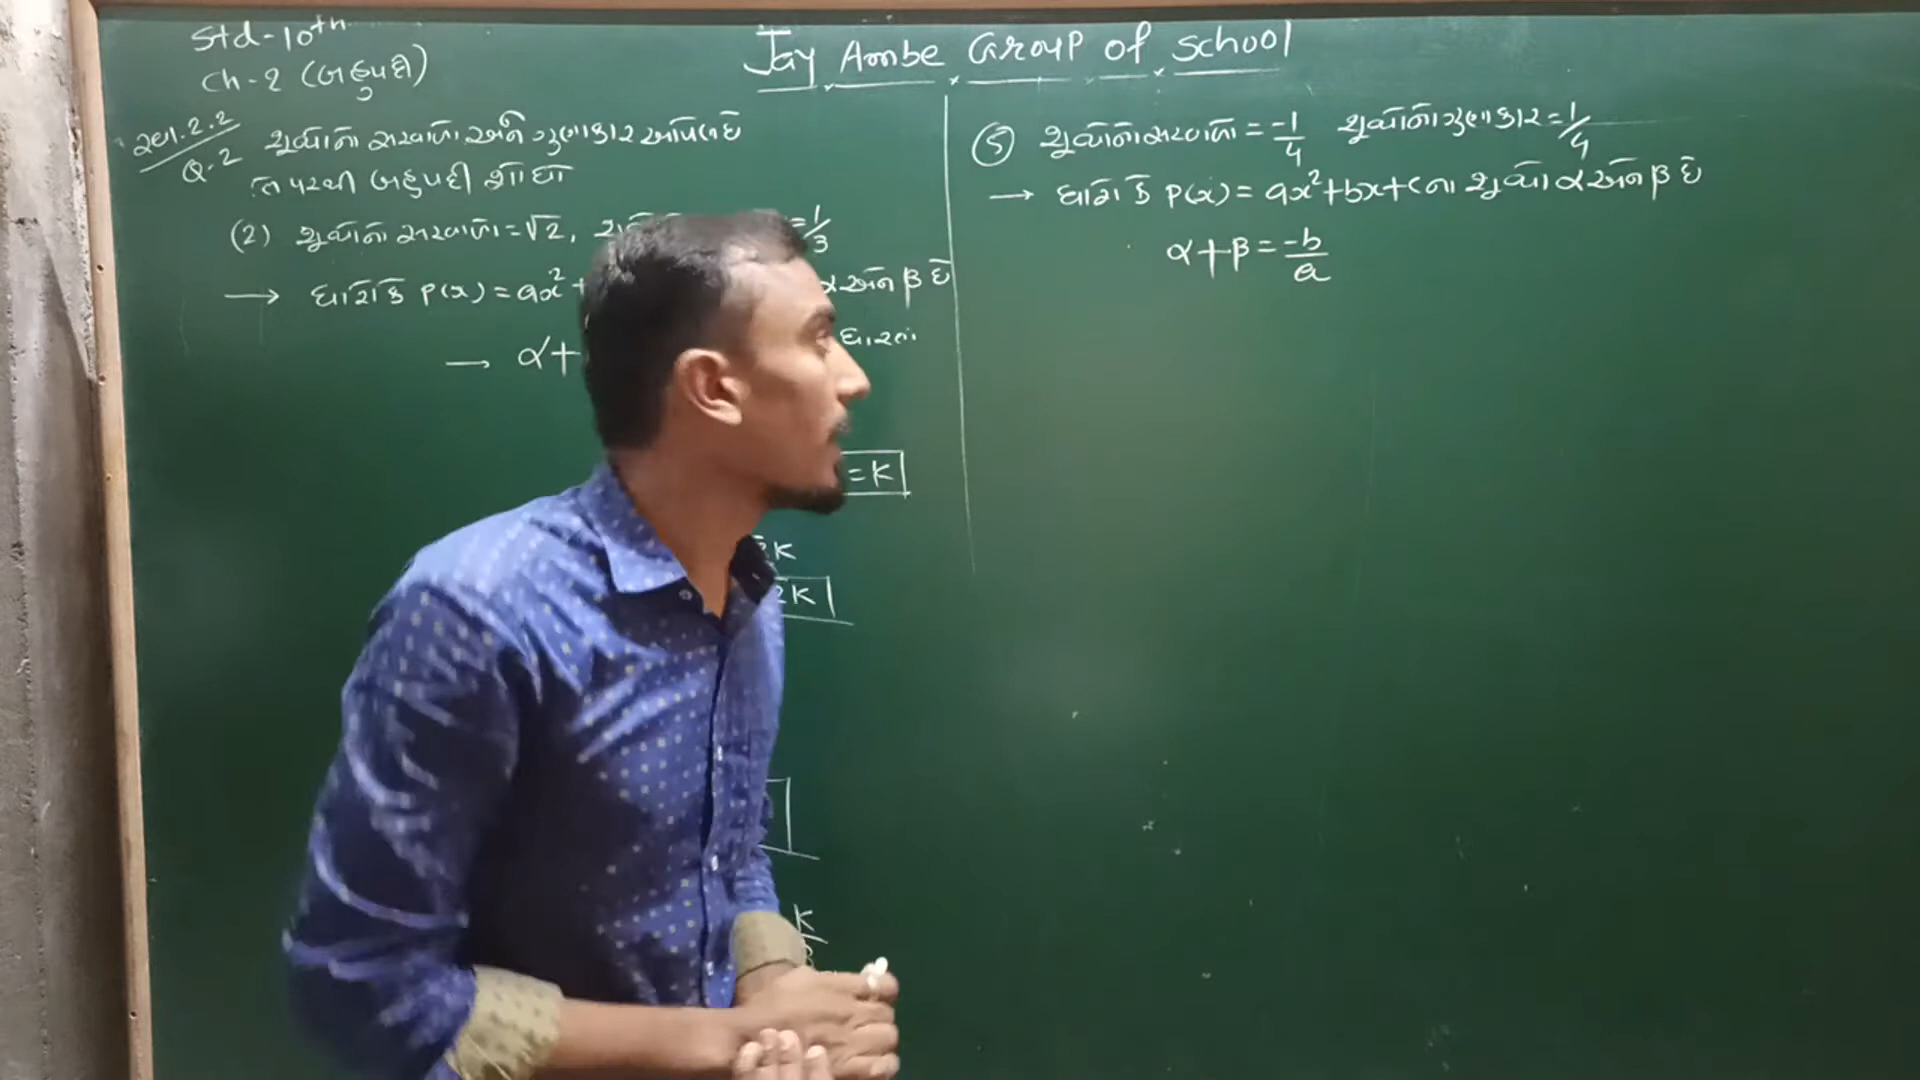 Std-10th
Ch-2 (બહુપદી)
Jay Ambe Group of School
સ્વા.2.2
Q-2
શૂન્યોના સરવાળા અને ગુણાકાર આપેલ છે
તે પરથી બહુપદી શોધો
(2) શૂન્યોનો સરવાળો = √2, = 1/3
→ ધારો કે P(x) = ax² + અને β છે
→ α +
ધારતાં
= K
K
2K
K
⑤ શૂન્યોનો સરવાળો = -1/4 શૂન્યોનો ગુણાકાર = 1/4
→ ધારો કે P(x) = ax² + bx + c ના શૂન્યો α અને β છે
α + β = -b/a